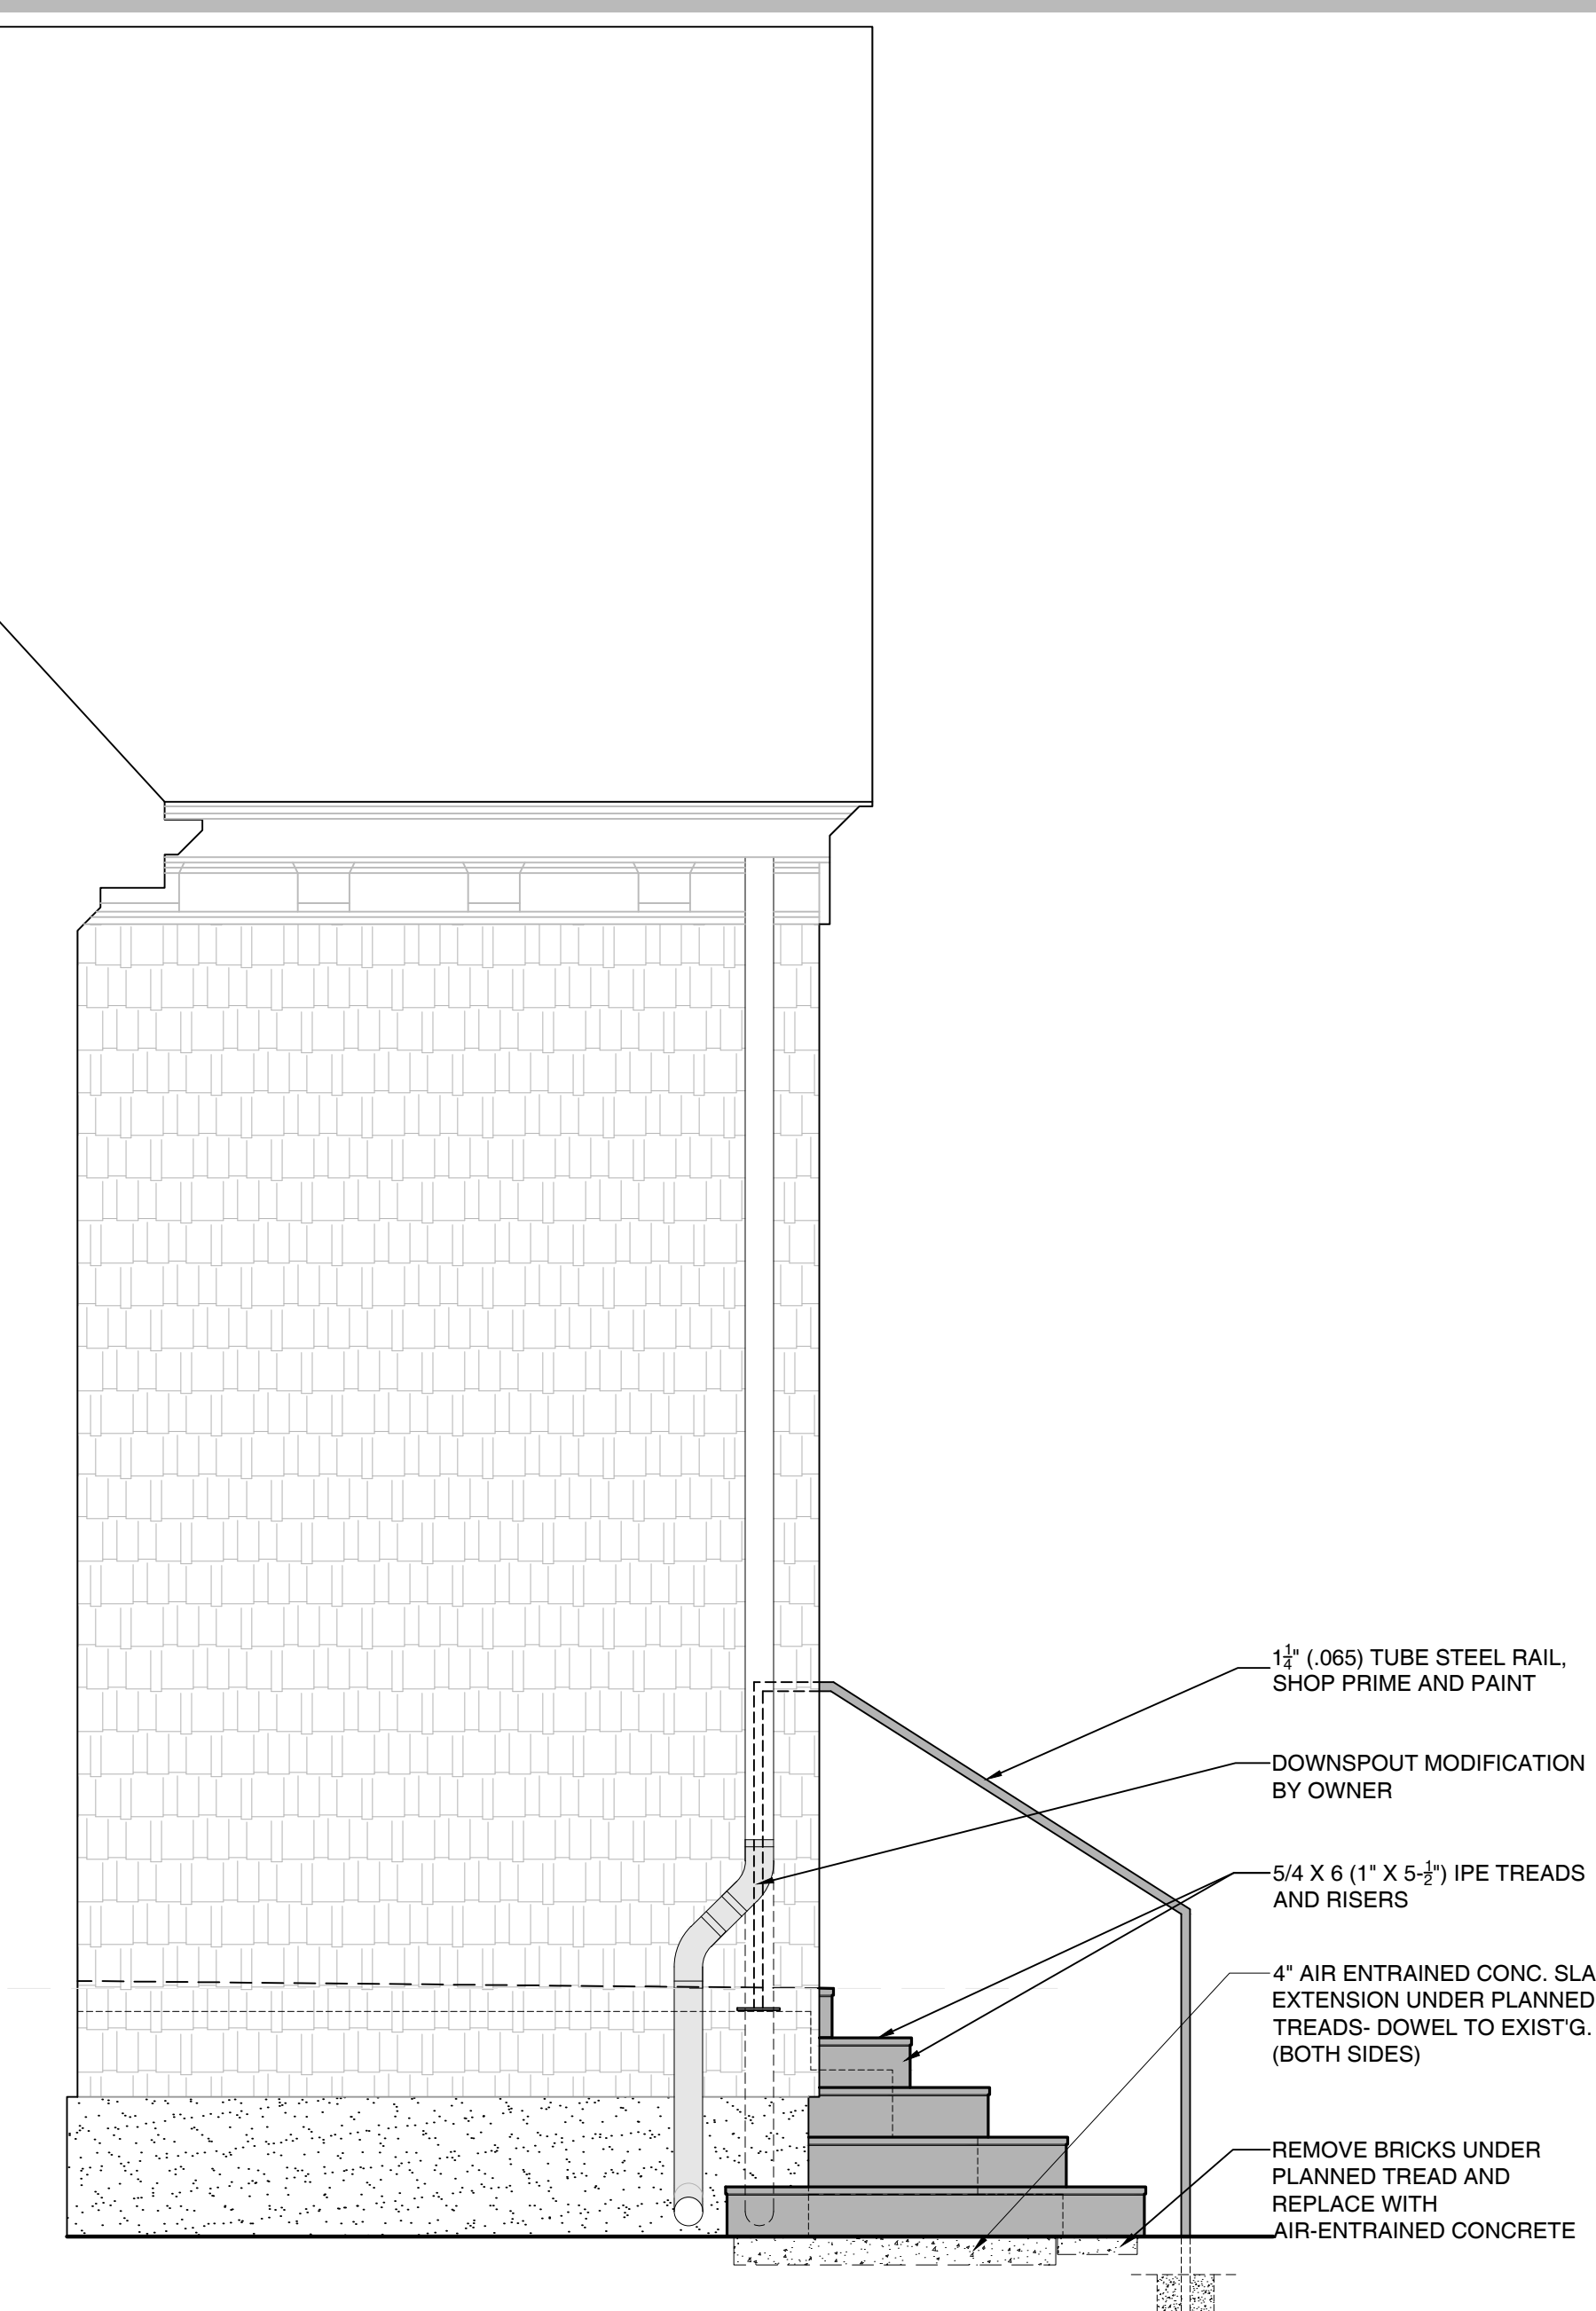 1¼" (.065) TUBE STEEL RAIL,
SHOP PRIME AND PAINT
DOWNSPOUT MODIFICATION
BY OWNER
5/4 X 6 (1" X 5-½") IPE TREADS
AND RISERS
4" AIR ENTRAINED CONC. SLA
EXTENSION UNDER PLANNED
TREADS- DOWEL TO EXIST'G.
(BOTH SIDES)
REMOVE BRICKS UNDER
PLANNED TREAD AND
REPLACE WITH
AIR-ENTRAINED CONCRETE